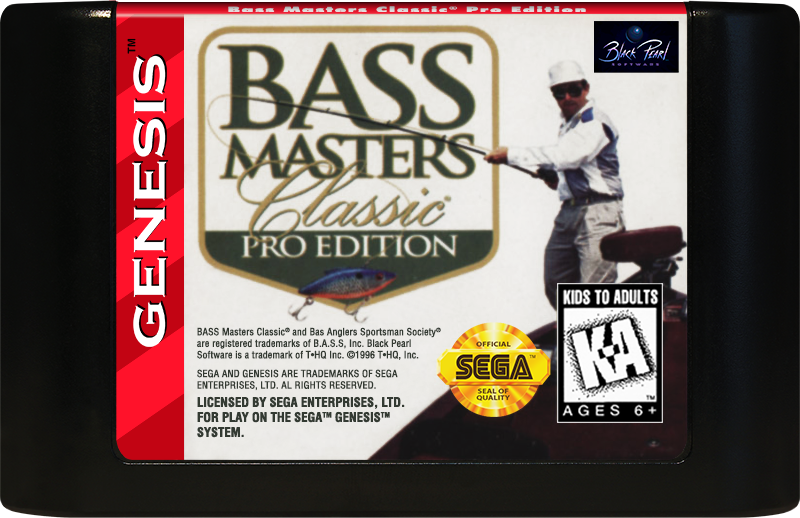 Bass Masters Classic® Pro Edition
GENESIS™
Black Pearl
SOFTWARE
BASS
MASTERS
Classic®
PRO EDITION
BASS Masters Classic® and Bas Anglers Sportsman Society®
are registered trademarks of B.A.S.S, Inc. Black Pearl
Software is a trademark of T•HQ Inc. ©1996 T•HQ, Inc.
SEGA AND GENESIS ARE TRADEMARKS OF SEGA
ENTERPRISES, LTD. AL RIGHTS RESERVED.
LICENSED BY SEGA ENTERPRISES, LTD.
FOR PLAY ON THE SEGA™ GENESIS™
SYSTEM.
OFFICIAL
SEGA™
SEAL OF
QUALITY
KIDS TO ADULTS
K-A
™
AGES 6+